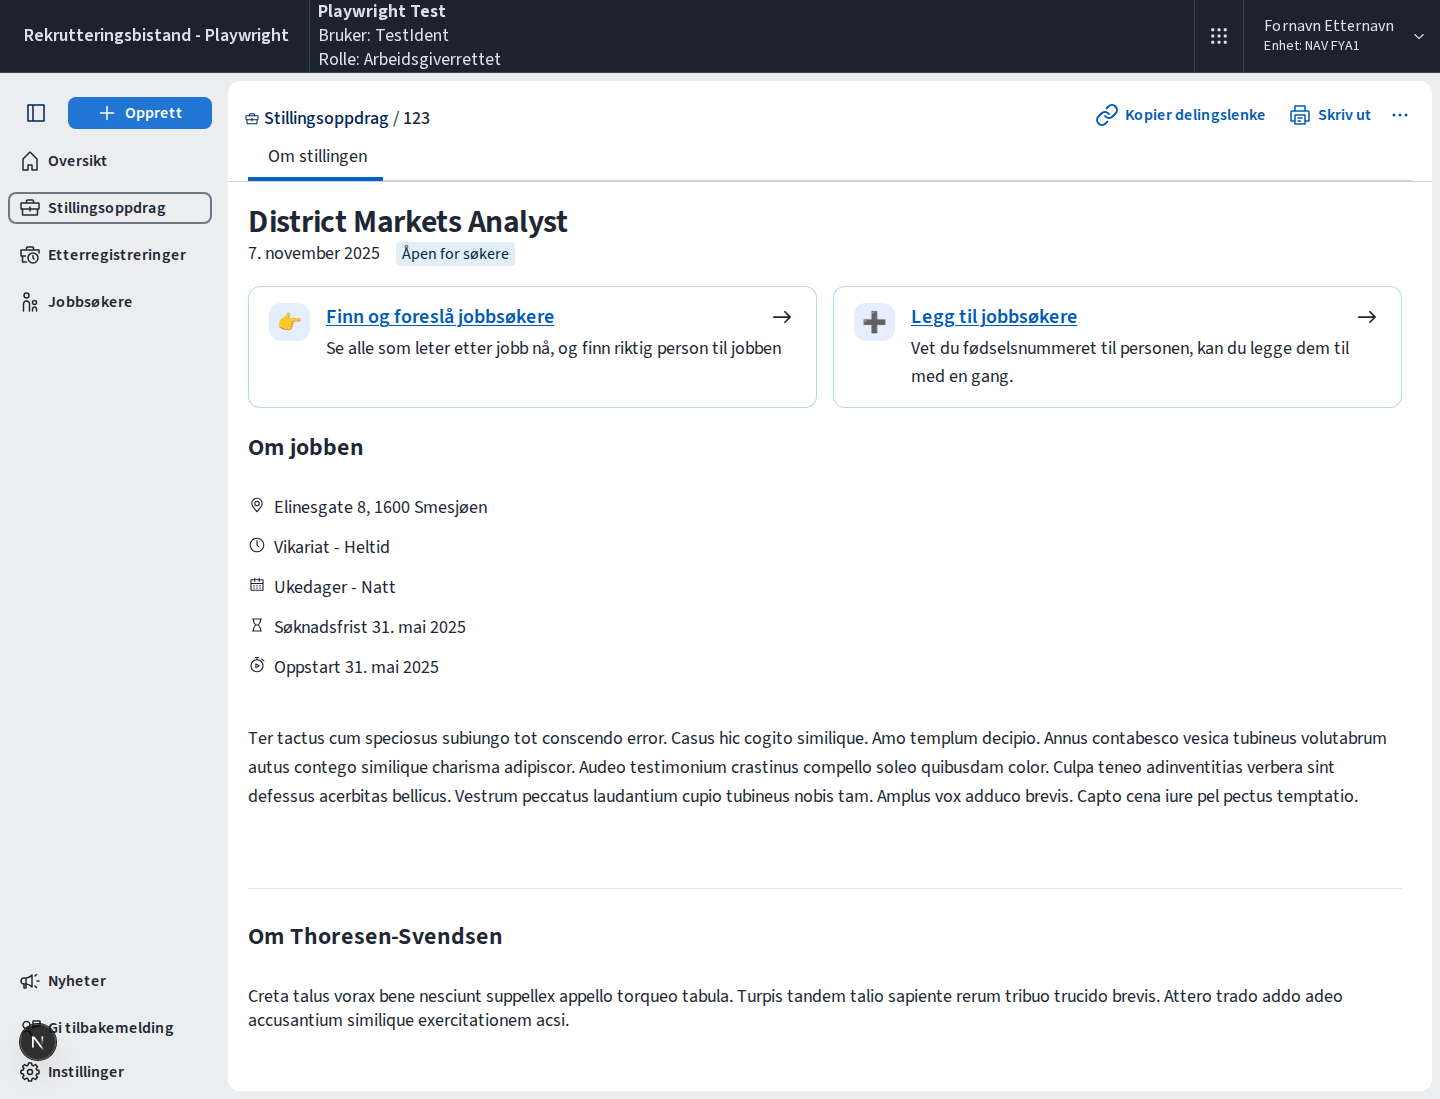 Rekrutteringsbistand - Playwright
Playwright Test
Bruker: TestIdent
Rolle: Arbeidsgiverrettet
Fornavn Etternavn
Enhet: NAV FYA1
Opprett
Oversikt
Stillingsoppdrag
Etterregistreringer
Jobbsøkere
Nyheter
Gi tilbakemelding
Instillinger
Stillingsoppdrag / 123
Kopier delingslenke
Skriv ut
Om stillingen
District Markets Analyst
7. november 2025
Åpen for søkere
Finn og foreslå jobbsøkere
Se alle som leter etter jobb nå, og finn riktig person til jobben
Legg til jobbsøkere
Vet du fødselsnummeret til personen, kan du legge dem til
med en gang.
Om jobben
Elinesgate 8, 1600 Smesjøen
Vikariat - Heltid
Ukedager - Natt
Søknadsfrist 31. mai 2025
Oppstart 31. mai 2025
Ter tactus cum speciosus subiungo tot conscendo error. Casus hic cogito similique. Amo templum decipio. Annus contabesco vesica tubineus volutabrum
autus contego similique charisma adipiscor. Audeo testimonium crastinus compello soleo quibusdam color. Culpa teneo adinventitias verbera sint
defessus acerbitas bellicus. Vestrum peccatus laudantium cupio tubineus nobis tam. Amplus vox adduco brevis. Capto cena iure pel pectus temptatio.
Om Thoresen-Svendsen
Creta talus vorax bene nesciunt suppellex appello torqueo tabula. Turpis tandem talio sapiente rerum tribuo trucido brevis. Attero trado addo adeo
accusantium similique exercitationem acsi.